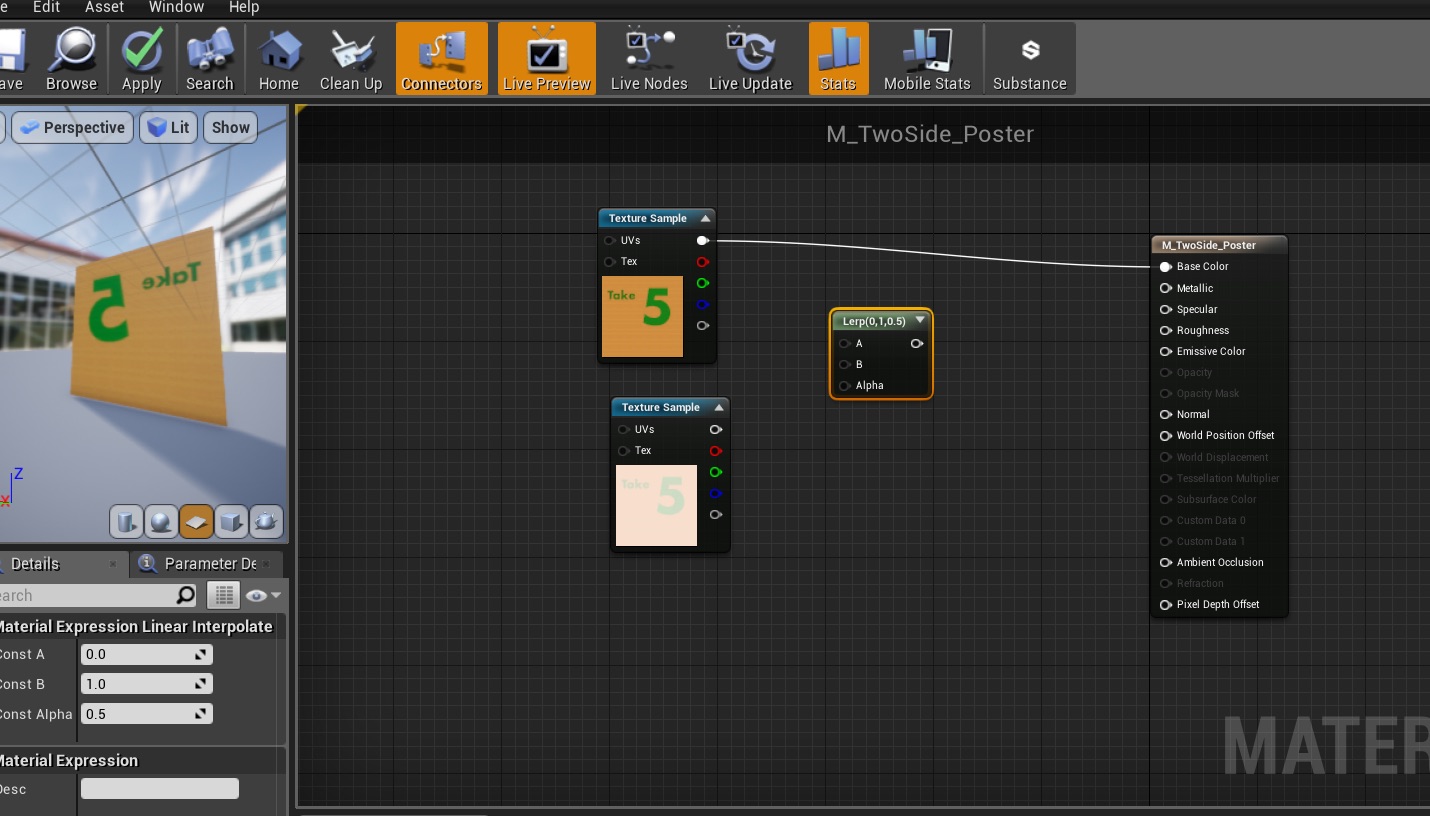 e Edit Asset Window Help
ave Browse Apply Search Home Clean Up Connectors Live Preview Live Nodes Live Update Stats Mobile Stats Substance
Perspective Lit Show
M_TwoSide_Poster
Take
5
Z
X
Texture Sample
UVs
Tex
Take 5
Texture Sample
UVs
Tex
Take 5
Lerp(0,1,0.5)
A
B
Alpha
M_TwoSide_Poster
Base Color
Metallic
Specular
Roughness
Emissive Color
Opacity
Opacity Mask
Normal
World Position Offset
World Displacement
Tessellation Multiplier
Subsurface Color
Custom Data 0
Custom Data 1
Ambient Occlusion
Refraction
Pixel Depth Offset
MATER
Details Parameter De
earch
Material Expression Linear Interpolate
Const A 0.0
Const B 1.0
Const Alpha 0.5
Material Expression
Desc